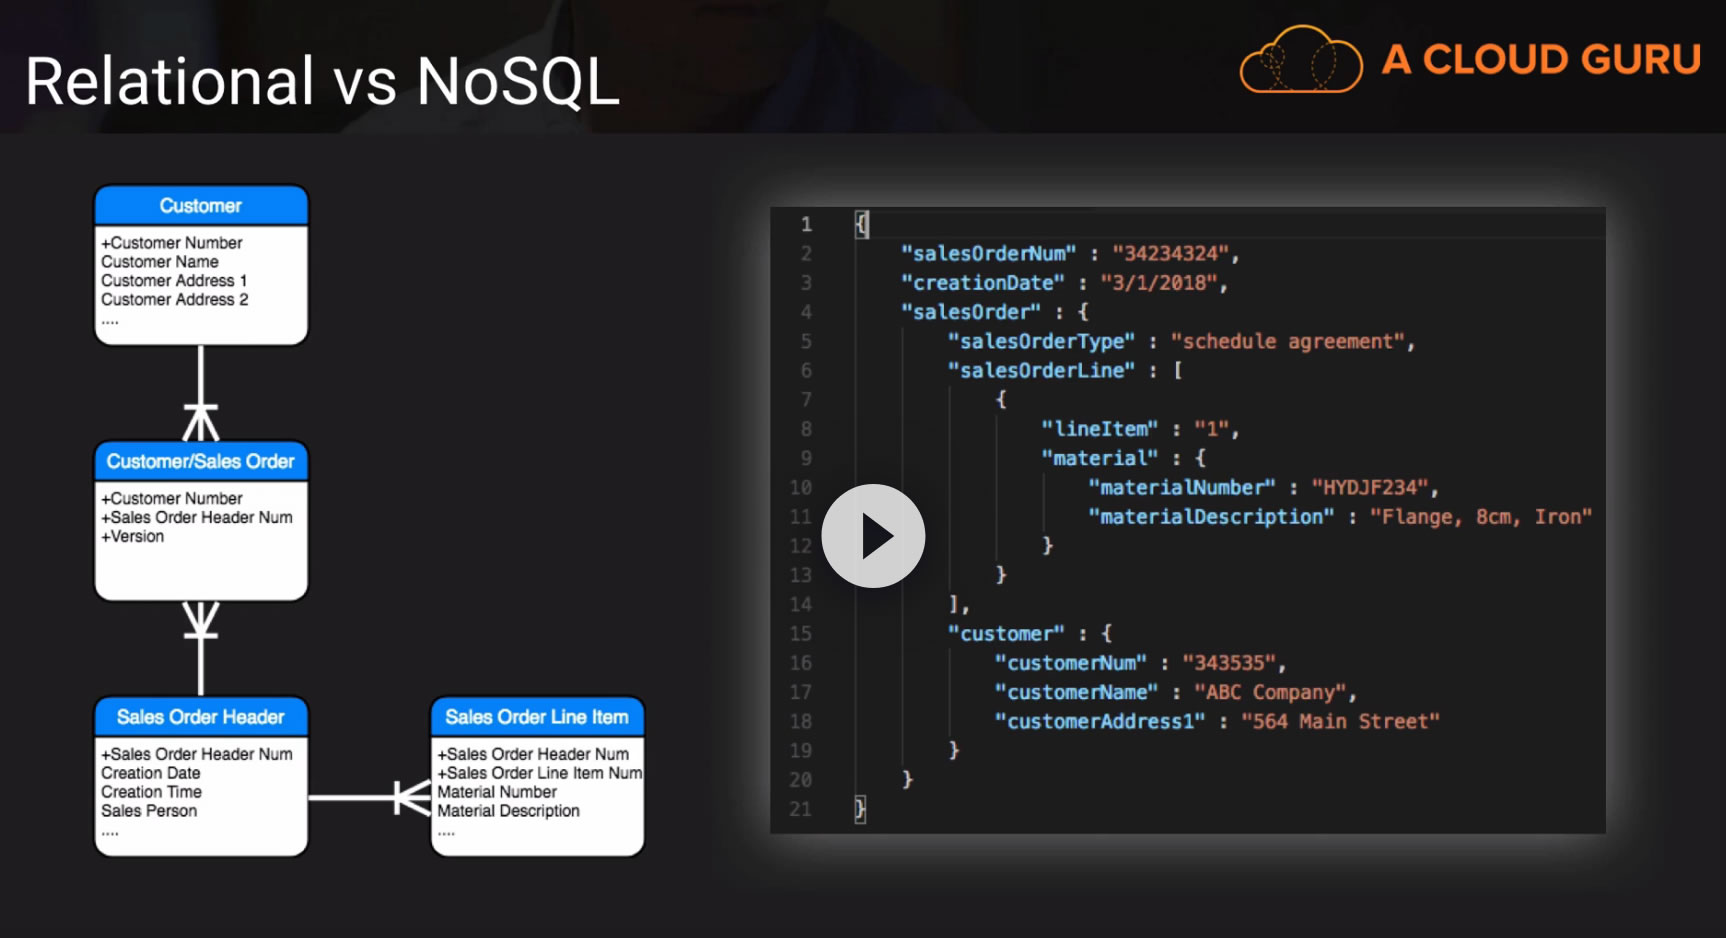 Relational vs NoSQL
A CLOUD GURU
Customer
+Customer Number
Customer Name
Customer Address 1
Customer Address 2
....
Customer/Sales Order
+Customer Number
+Sales Order Header Num
+Version
Sales Order Header
+Sales Order Header Num
Creation Date
Creation Time
Sales Person
....
Sales Order Line Item
+Sales Order Header Num
+Sales Order Line Item Num
Material Number
Material Description
....
1 {
2 "salesOrderNum" : "34234324",
3 "creationDate" : "3/1/2018",
4 "salesOrder" : {
5 "salesOrderType" : "schedule agreement",
6 "salesOrderLine" : [
7 {
8 "lineItem" : "1",
9 "material" : {
10 "materialNumber" : "HYDJF234",
11 "materialDescription" : "Flange, 8cm, Iron"
12 }
13 }
14 ],
15 "customer" : {
16 "customerNum" : "343535",
17 "customerName" : "ABC Company",
18 "customerAddress1" : "564 Main Street"
19 }
20 }
21 }